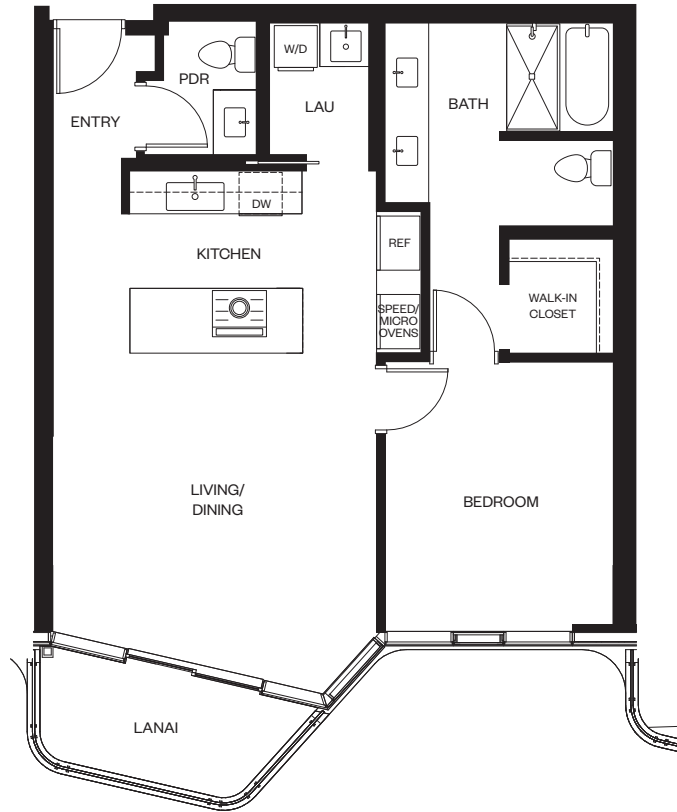 W/D
PDR
ENTRY
LAU
BATH
DW
KITCHEN
REF
SPEED/
MICRO
OVENS
WALK-IN
CLOSET
LIVING/
DINING
BEDROOM
LANAI